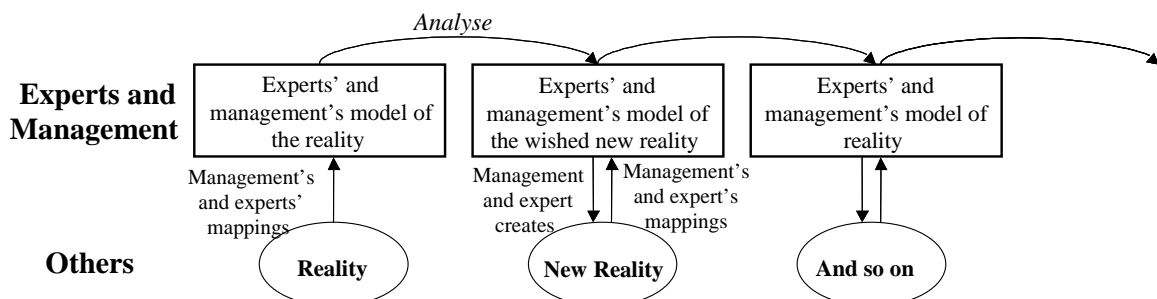 Analyse
Experts and
Management
Experts’ and
management’s model of
the reality
Experts’ and
management’s model of
the wished new reality
Experts’ and
management’s model of
reality
Management’s
and experts’
mappings
Management
and expert
creates
Management’s
and expert’s
mappings
Others
Reality
New Reality
And so on